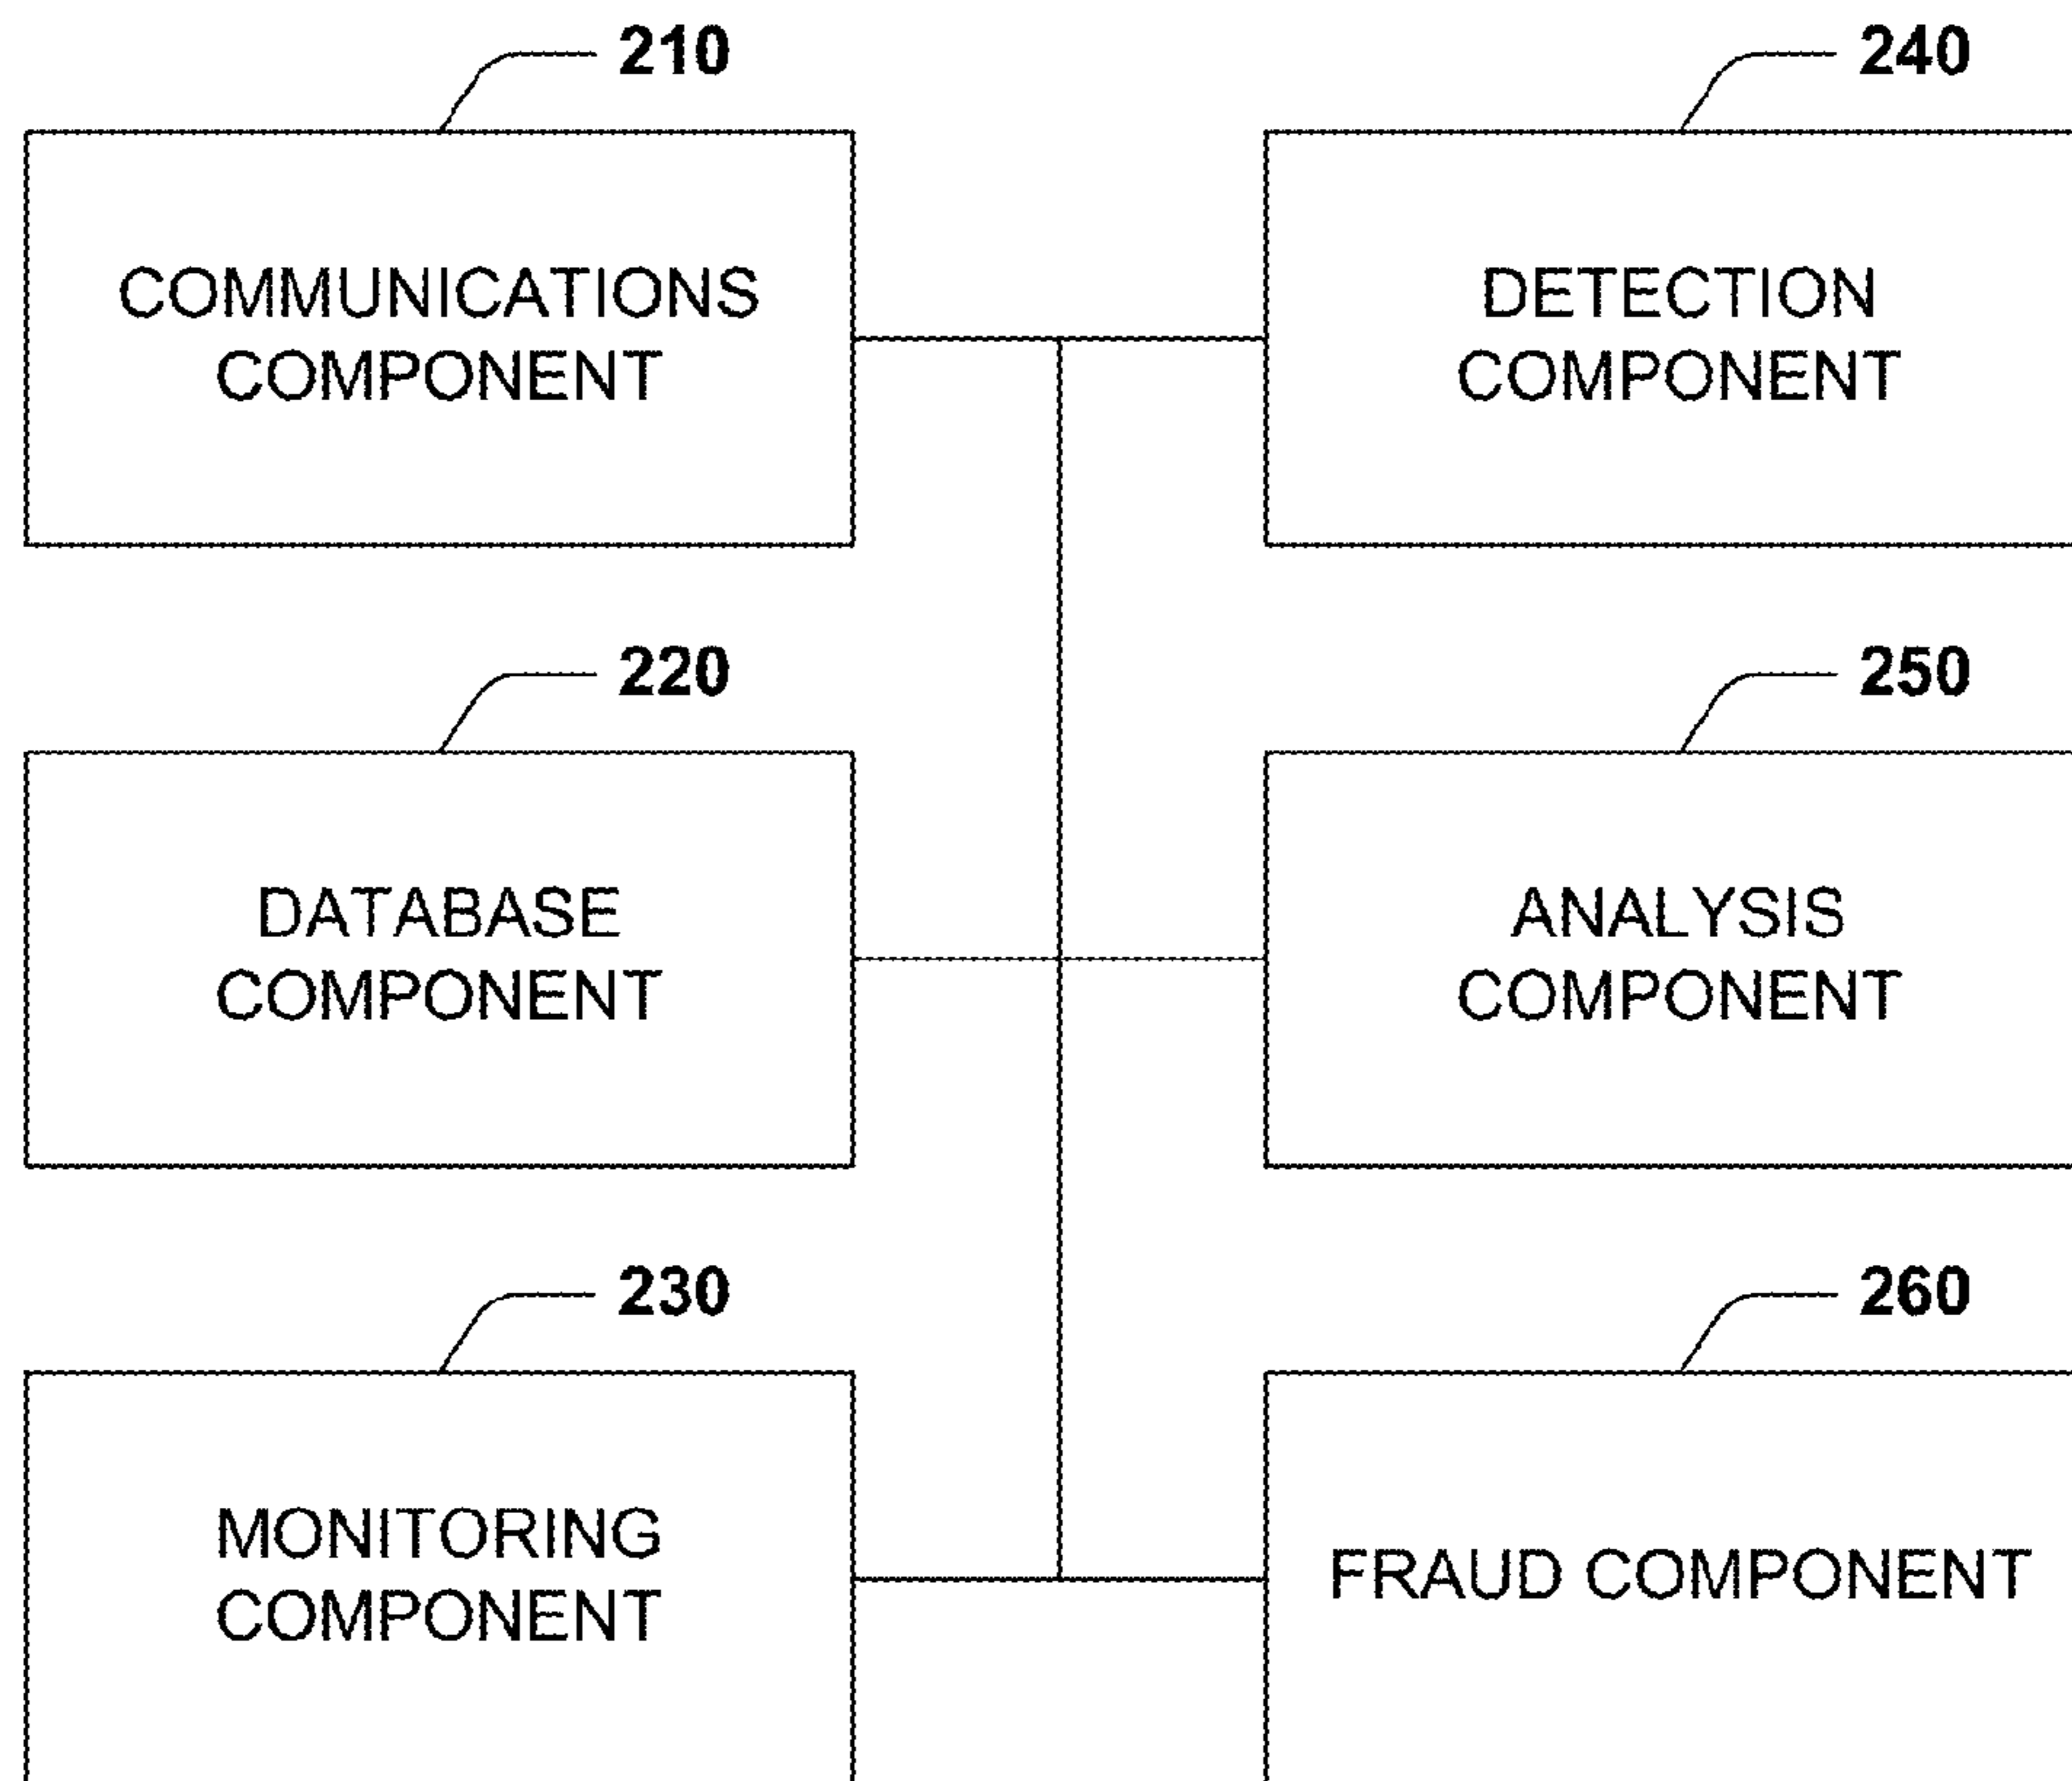 210
COMMUNICATIONS
COMPONENT
240
DETECTION
COMPONENT
220
DATABASE
COMPONENT
250
ANALYSIS
COMPONENT
230
MONITORING
COMPONENT
260
FRAUD COMPONENT